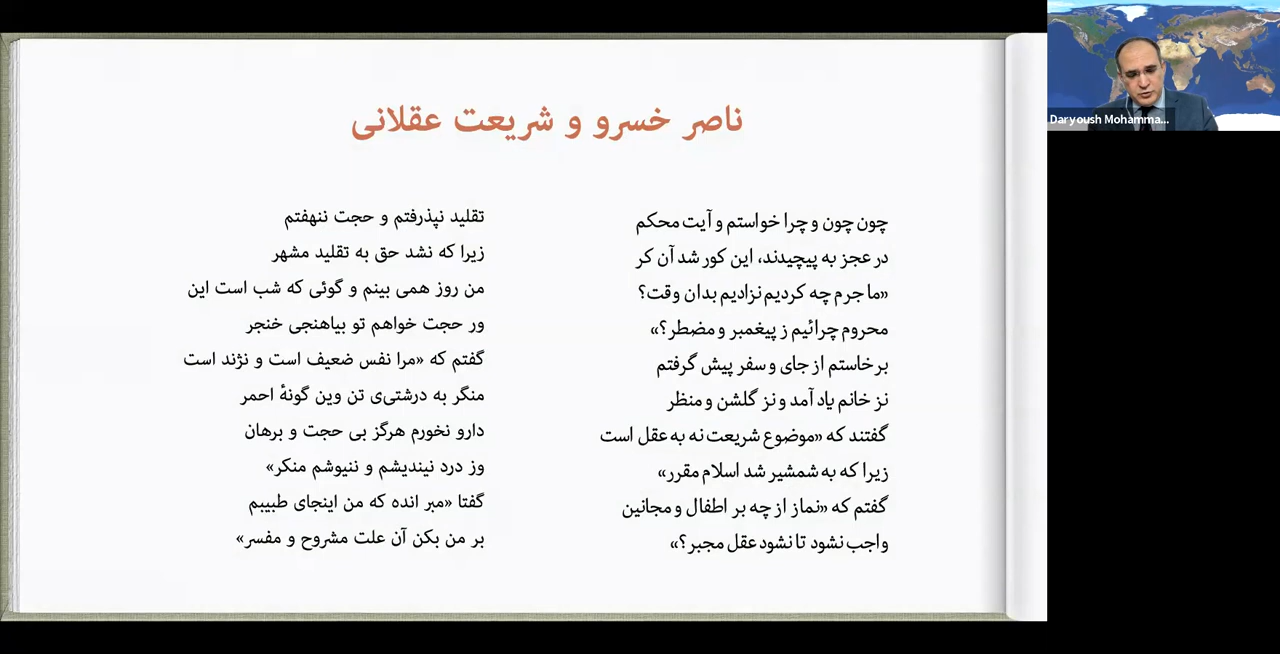 ناصر خسرو و شریعت عقلانی
چون چون و چرا خواستم و آیت محکم
در عجز به پیچیدند، این کور شد آن کر
«ما جرم چه کردیم نزادیم بدان وقت؟
محروم چرائیم ز پیغمبر و مضطر؟»
برخاستم از جای و سفر پیش گرفتم
نز خانم یاد آمد و نز گلشن و منظر
گفتند که «موضوع شریعت نه به عقل است
زیرا که به شمشیر شد اسلام مقرر»
گفتم که «نماز از چه بر اطفال و مجانین
واجب نشود تا نشود عقل مجبر؟»
تقلید نپذرفتم و حجت ننهفتم
زیرا که نشد حق به تقلید مشهر
من روز همی بینم و گوئی که شب است این
ور حجت خواهم تو بیاهنجی خنجر
گفتم که «مرا نفس ضعیف است و نژند است
منگر به درشتی‌ی تن وین گونهٔ احمر
دارو نخورم هرگز بی حجت و برهان
وز درد نیندیشم و ننیوشم منکر»
گفتا «مبر انده که من اینجای طبیبم
بر من بکن آن علت مشروح و مفسر»
Daryoush Mohamma...